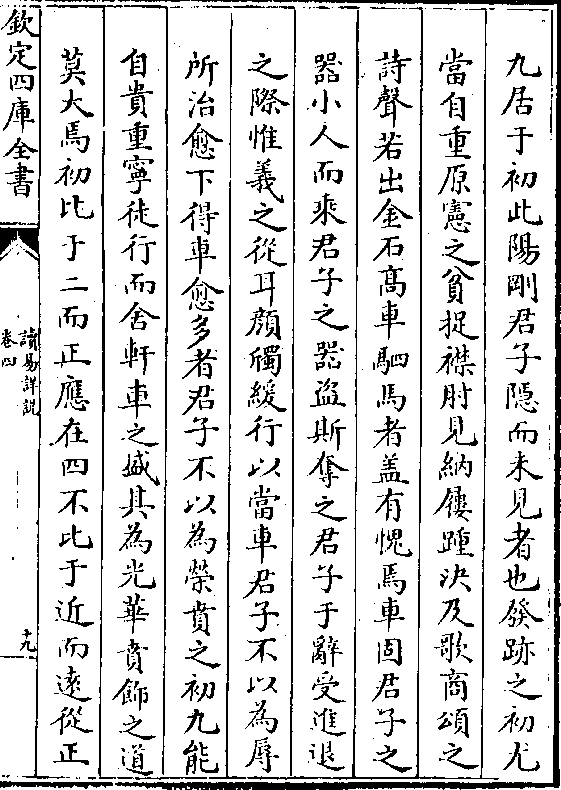 九居于初此陽剛君子隱而未見者也發跡之初尤
當自重原憲之貧捉襟肘見納屨踵決及歌商頌之
詩聲若出金石髙車駟馬者盖有愧焉車固君子之
器小人而乘君子之器盗斯奪之君子于辭受進退
之際惟義之從耳顔斶緩行以當車君子不以為辱
所治愈下得車愈多者君子不以為榮賁之初九能
自貴重寧徒行而舍軒車之盛其為光華賁飾之道
莫大焉初比于二而正應在四不比于近而逺從正
欽定四庫全書
讀易詳說
卷四
十九